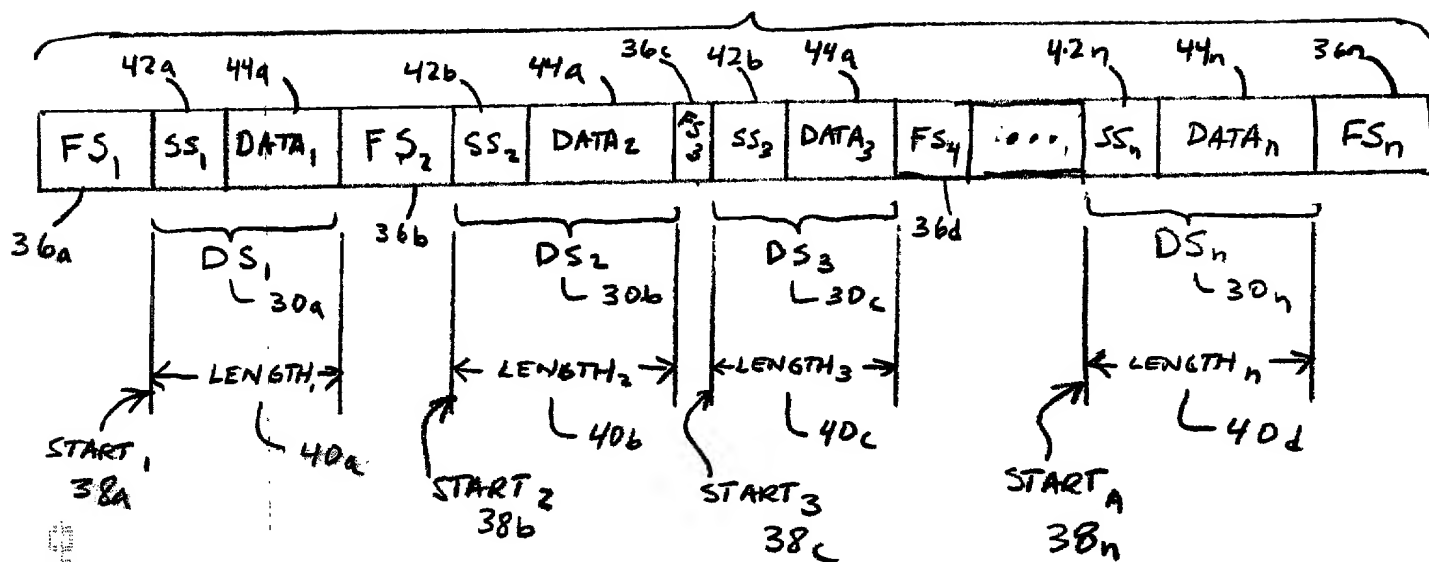 42a 44a 42b 44a 36c 42b 44a 4.2n 44n 36n
FS1 SS1 DATA1 FS2 SS2 DATA2 FS3 SS3 DATA3 FS4 .... SSn DATAn FSn
36a 36b 36d
DS1 DS2 DS3 DSn
30a 30b 30c 30n
LENGTH1 LENGTH2 LENGTH3 LENGTHn
40a 40b 40c 40d
START1 START2 START3 STARTA
38a 38b 38c 38n